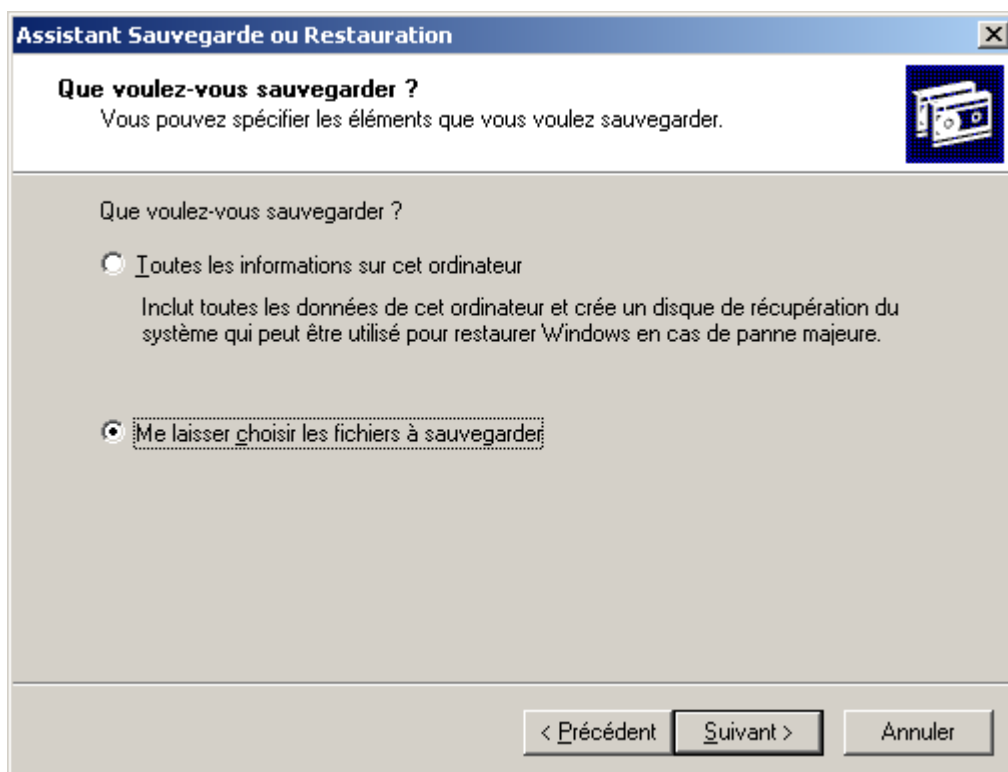 Assistant Sauvegarde ou Restauration
Que voulez-vous sauvegarder ?
Vous pouvez spécifier les éléments que vous voulez sauvegarder.
Que voulez-vous sauvegarder ?
Toutes les informations sur cet ordinateur
Inclut toutes les données de cet ordinateur et crée un disque de récupération du
système qui peut être utilisé pour restaurer Windows en cas de panne majeure.
Me laisser choisir les fichiers à sauvegarder
< Précédent
Suivant >
Annuler